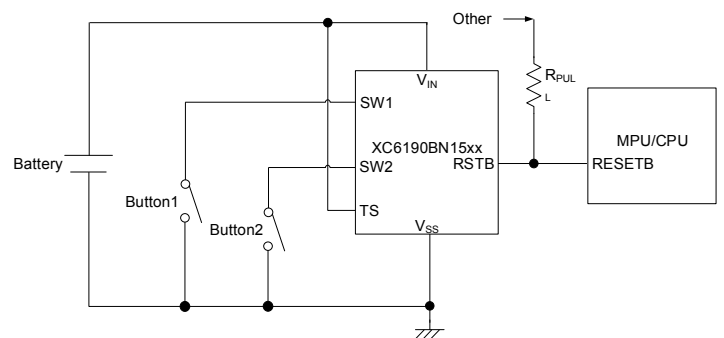 Other
VIN
RPUL
L
SW1
MPU/CPU
XC6190BN15xx
Battery
SW2
RSTB
RESETB
Button1
TS
Button2
VSS